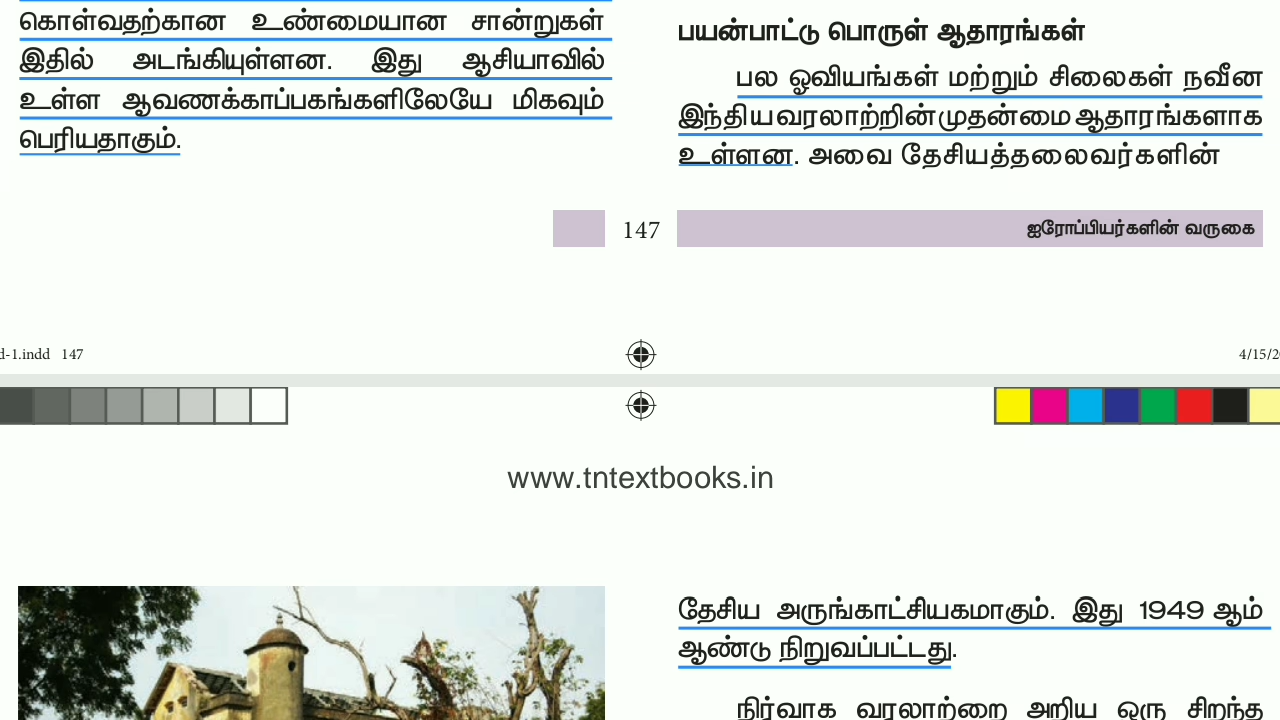 கொள்வதற்கான உண்மையான சான்றுகள்
இதில் அடங்கியுள்ளன. இது ஆசியாவில்
உள்ள ஆவணக்காப்பகங்களிலேயே மிகவும்
பெரியதாகும்.
பயன்பாட்டு பொருள் ஆதாரங்கள்
பல ஓவியங்கள் மற்றும் சிலைகள் நவீன
இந்திய வரலாற்றின் முதன்மை ஆதாரங்களாக
உள்ளன. அவை தேசியத்தலைவர்களின்
147
ஐரோப்பியர்களின் வருகை
d-1.indd 147
4/15/2
www.tntextbooks.in
தேசிய அருங்காட்சியகமாகும். இது 1949 ஆம்
ஆண்டு நிறுவப்பட்டது.
நிர்வாக வரலாற்றை அறிய ஒரு சிறந்த